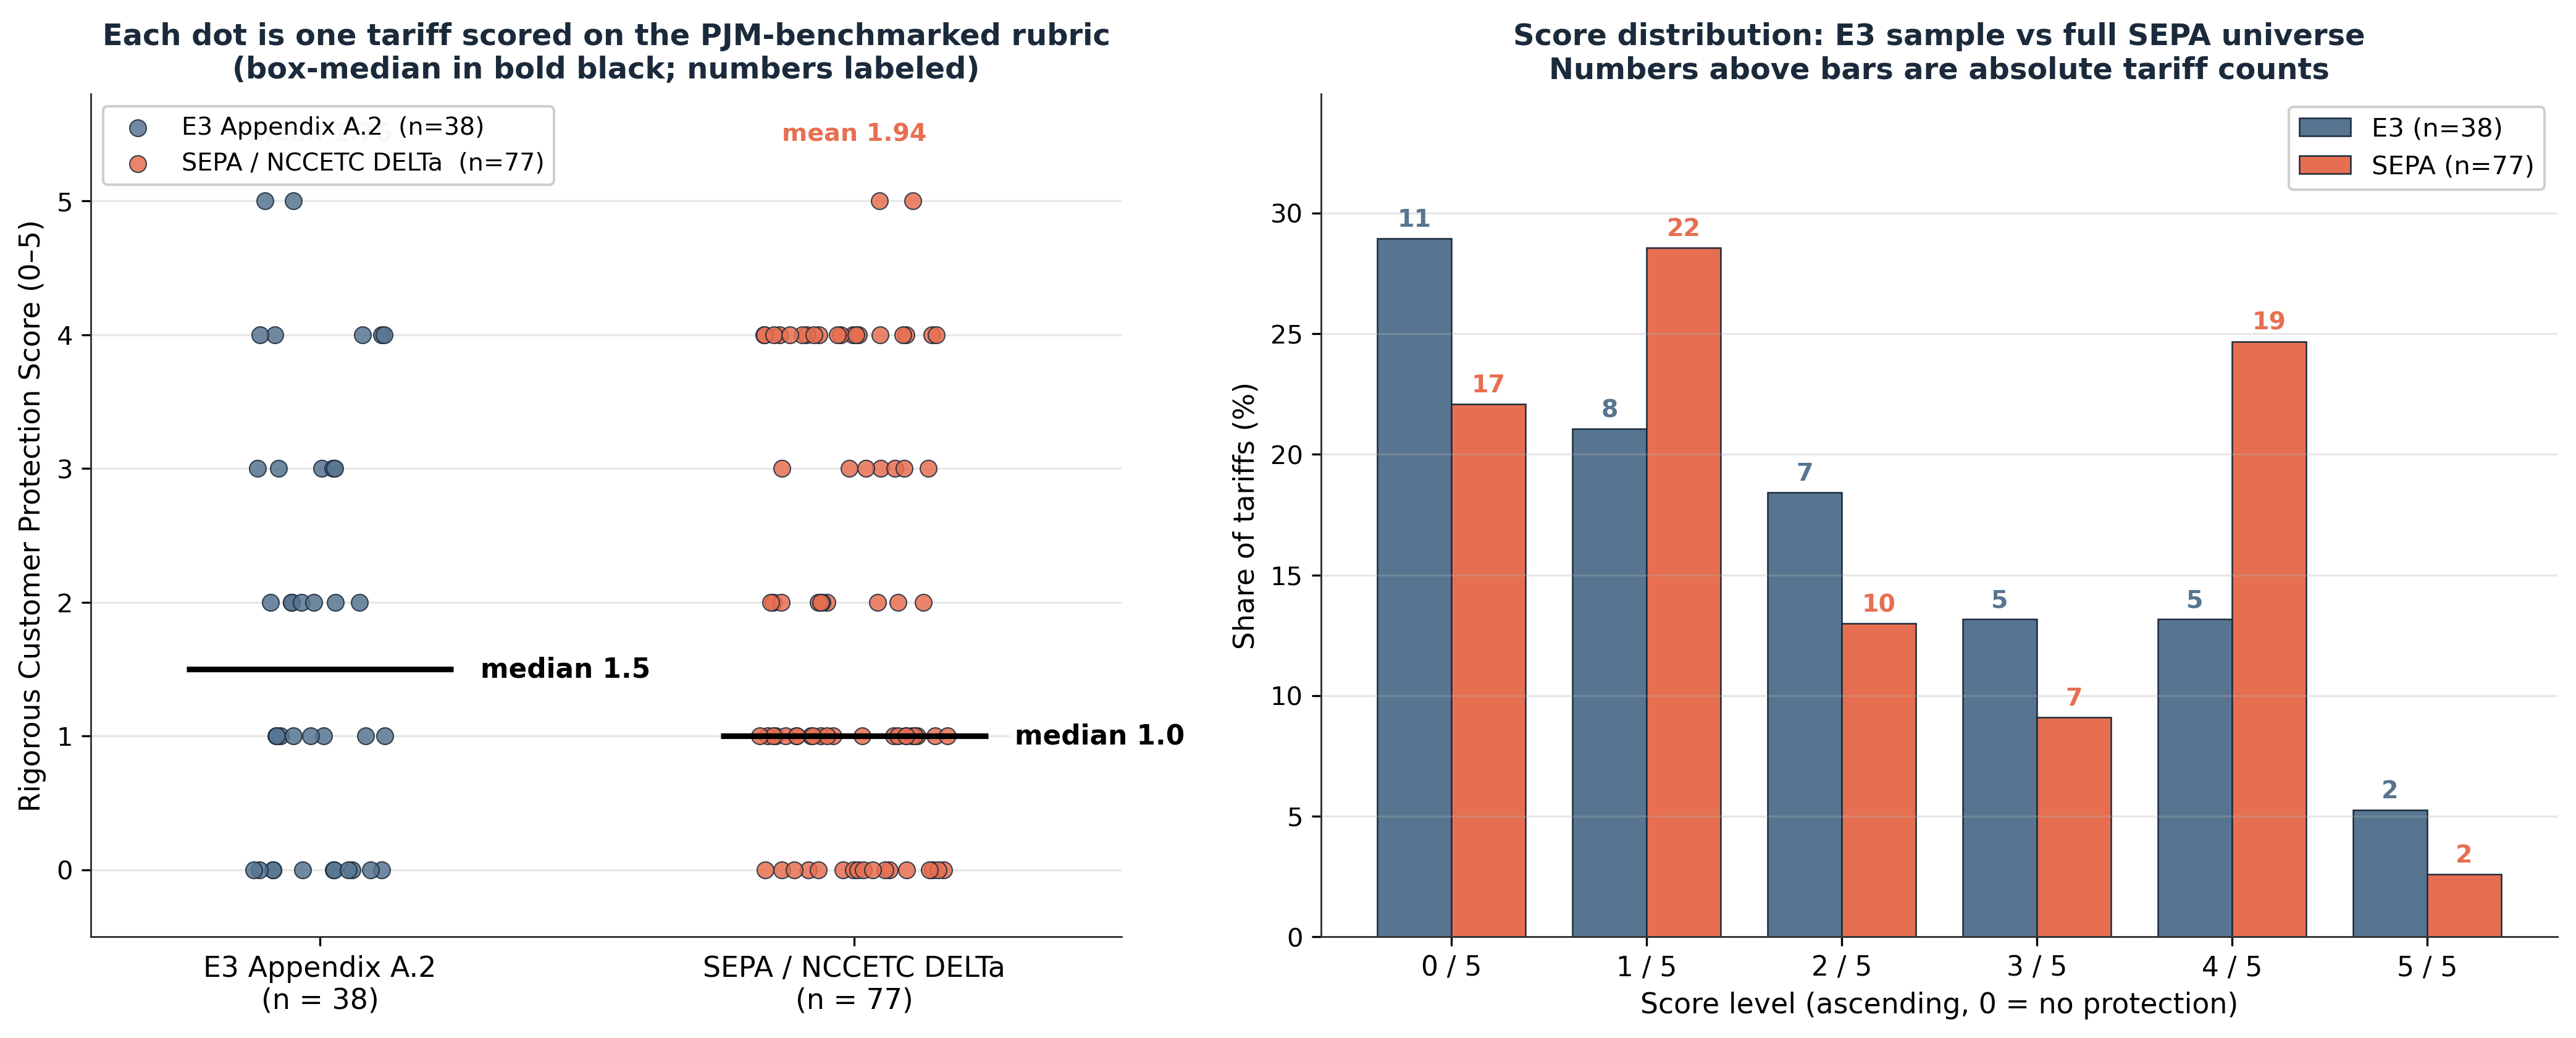 Each dot is one tariff scored on the PJM-benchmarked rubric
(box-median in bold black; numbers labeled)
E3 Appendix A.2 (n=38)
SEPA / NCCETC DELTa (n=77)
mean 1.94
Rigorous Customer Protection Score (0–5)
5
4
3
2
1
0
median 1.5
median 1.0
E3 Appendix A.2
(n = 38)
SEPA / NCCETC DELTa
(n = 77)
Score distribution: E3 sample vs full SEPA universe
Numbers above bars are absolute tariff counts
E3 (n=38)
SEPA (n=77)
Share of tariffs (%)
30
25
20
15
10
5
0
11
17
8
22
7
10
5
7
5
19
2
2
0 / 5
1 / 5
2 / 5
3 / 5
4 / 5
5 / 5
Score level (ascending, 0 = no protection)